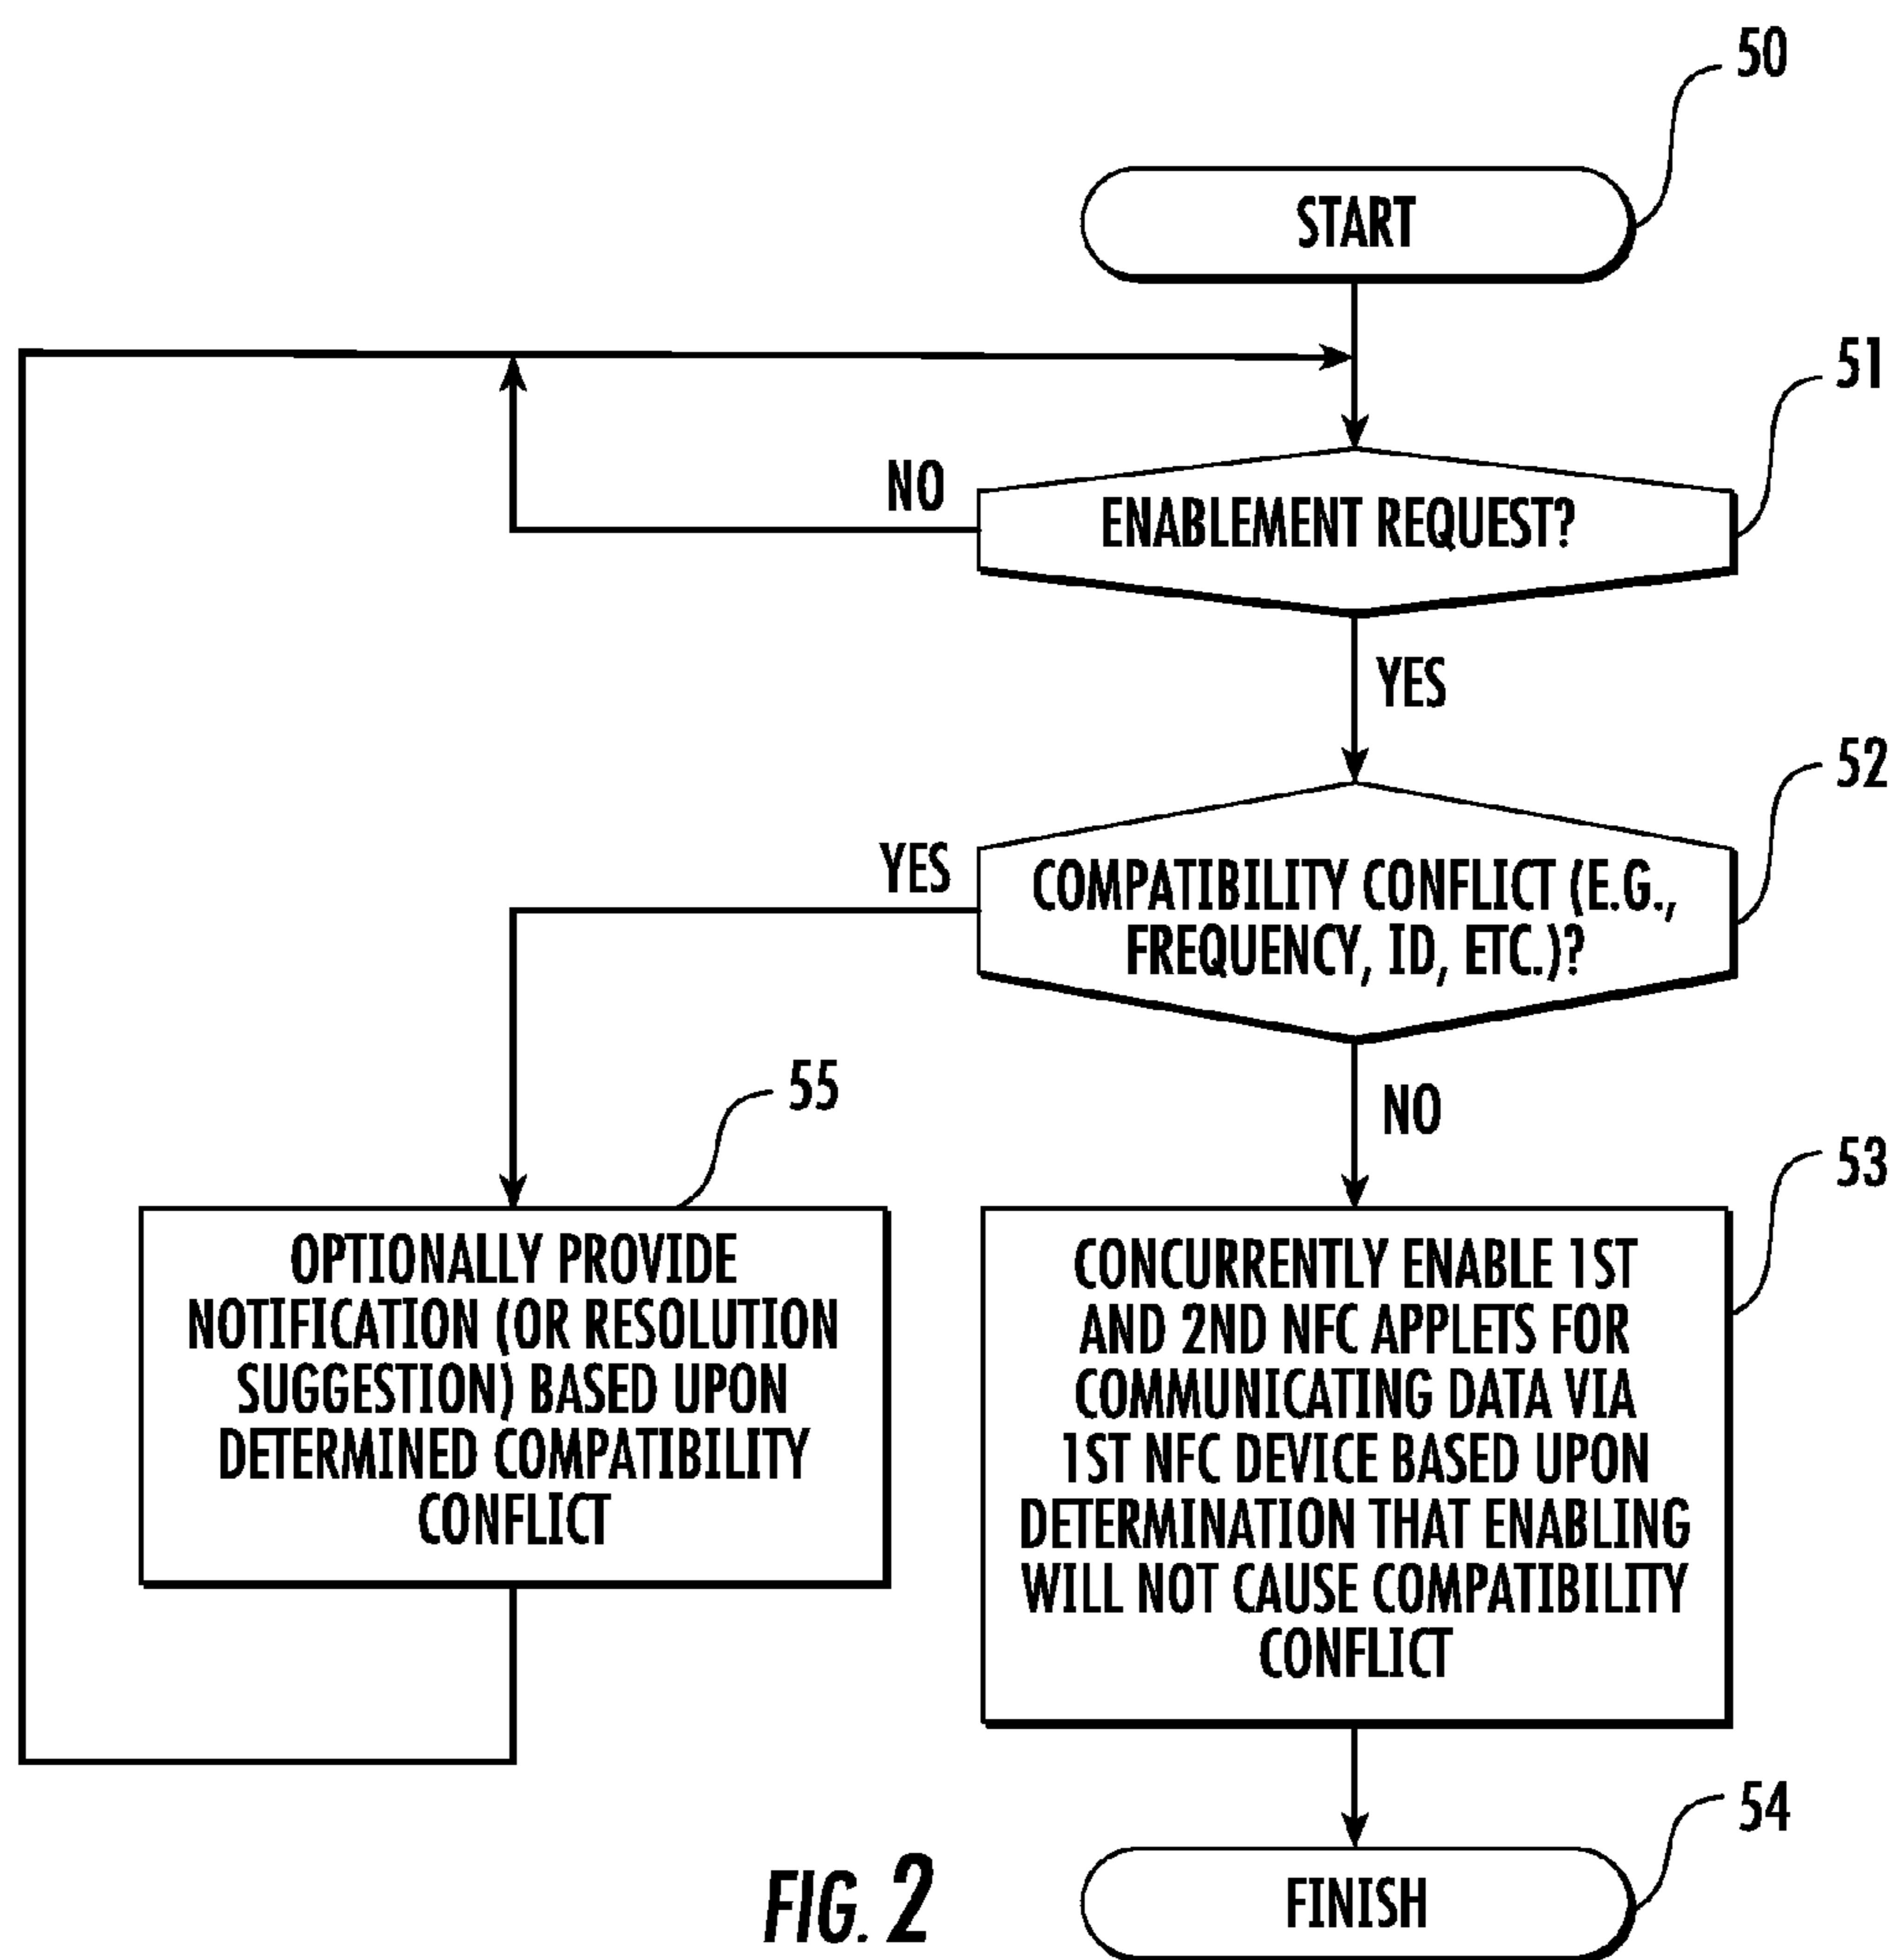 50
START
51
NO
ENABLEMENT REQUEST?
YES
52
YES
COMPATIBILITY CONFLICT (E.G.,
FREQUENCY, ID, ETC.)?
55
NO
53
OPTIONALLY PROVIDE
NOTIFICATION (OR RESOLUTION
SUGGESTION) BASED UPON
DETERMINED COMPATIBILITY
CONFLICT
CONCURRENTLY ENABLE 1ST
AND 2ND NFC APPLETS FOR
COMMUNICATING DATA VIA
1ST NFC DEVICE BASED UPON
DETERMINATION THAT ENABLING
WILL NOT CAUSE COMPATIBILITY
CONFLICT
54
FINISH
FIG. 2